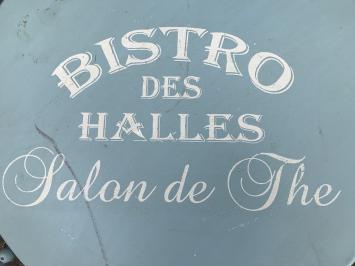 BISTRO
DES
HALLES
Salon de The